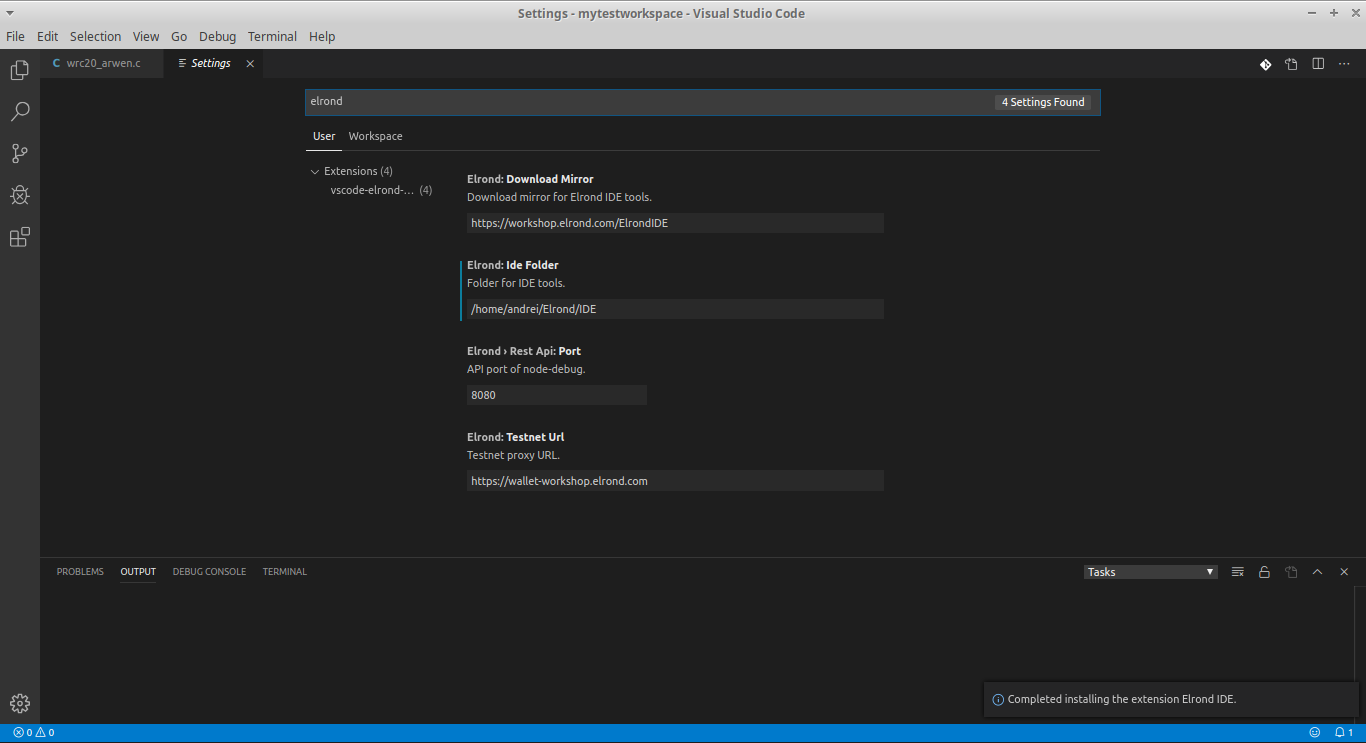 Settings - mytestworkspace - Visual Studio Code
File Edit Selection View Go Debug Terminal Help
C wrc20_arwen.c Settings
elrond 4 Settings Found
User Workspace
Extensions (4)
vscode-elrond-... (4)
Elrond: Download Mirror
Download mirror for Elrond IDE tools.
https://workshop.elrond.com/ElrondIDE
Elrond: Ide Folder
Folder for IDE tools.
/home/andrei/Elrond/IDE
Elrond › Rest Api: Port
API port of node-debug.
8080
Elrond: Testnet Url
Testnet proxy URL.
https://wallet-workshop.elrond.com
PROBLEMS OUTPUT DEBUG CONSOLE TERMINAL Tasks
Completed installing the extension Elrond IDE.
0 0 1